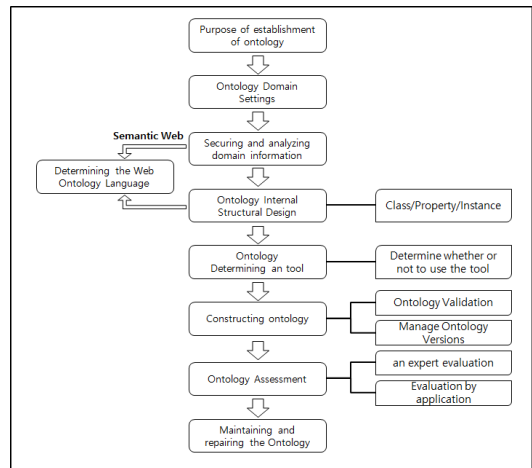 Purpose of establishment
of ontology
Ontology Domain
Settings
Semantic Web
Securing and analyzing
domain information
Determining the Web
Ontology Language
Ontology Internal
Structural Design
Class/Property/Instance
Ontology
Determining an tool
Determine whether or
not to use the tool
Constructing ontology
Ontology Validation
Manage Ontology
Versions
Ontology Assessment
an expert evaluation
Evaluation by
application
Maintaining and
repairing the Ontology